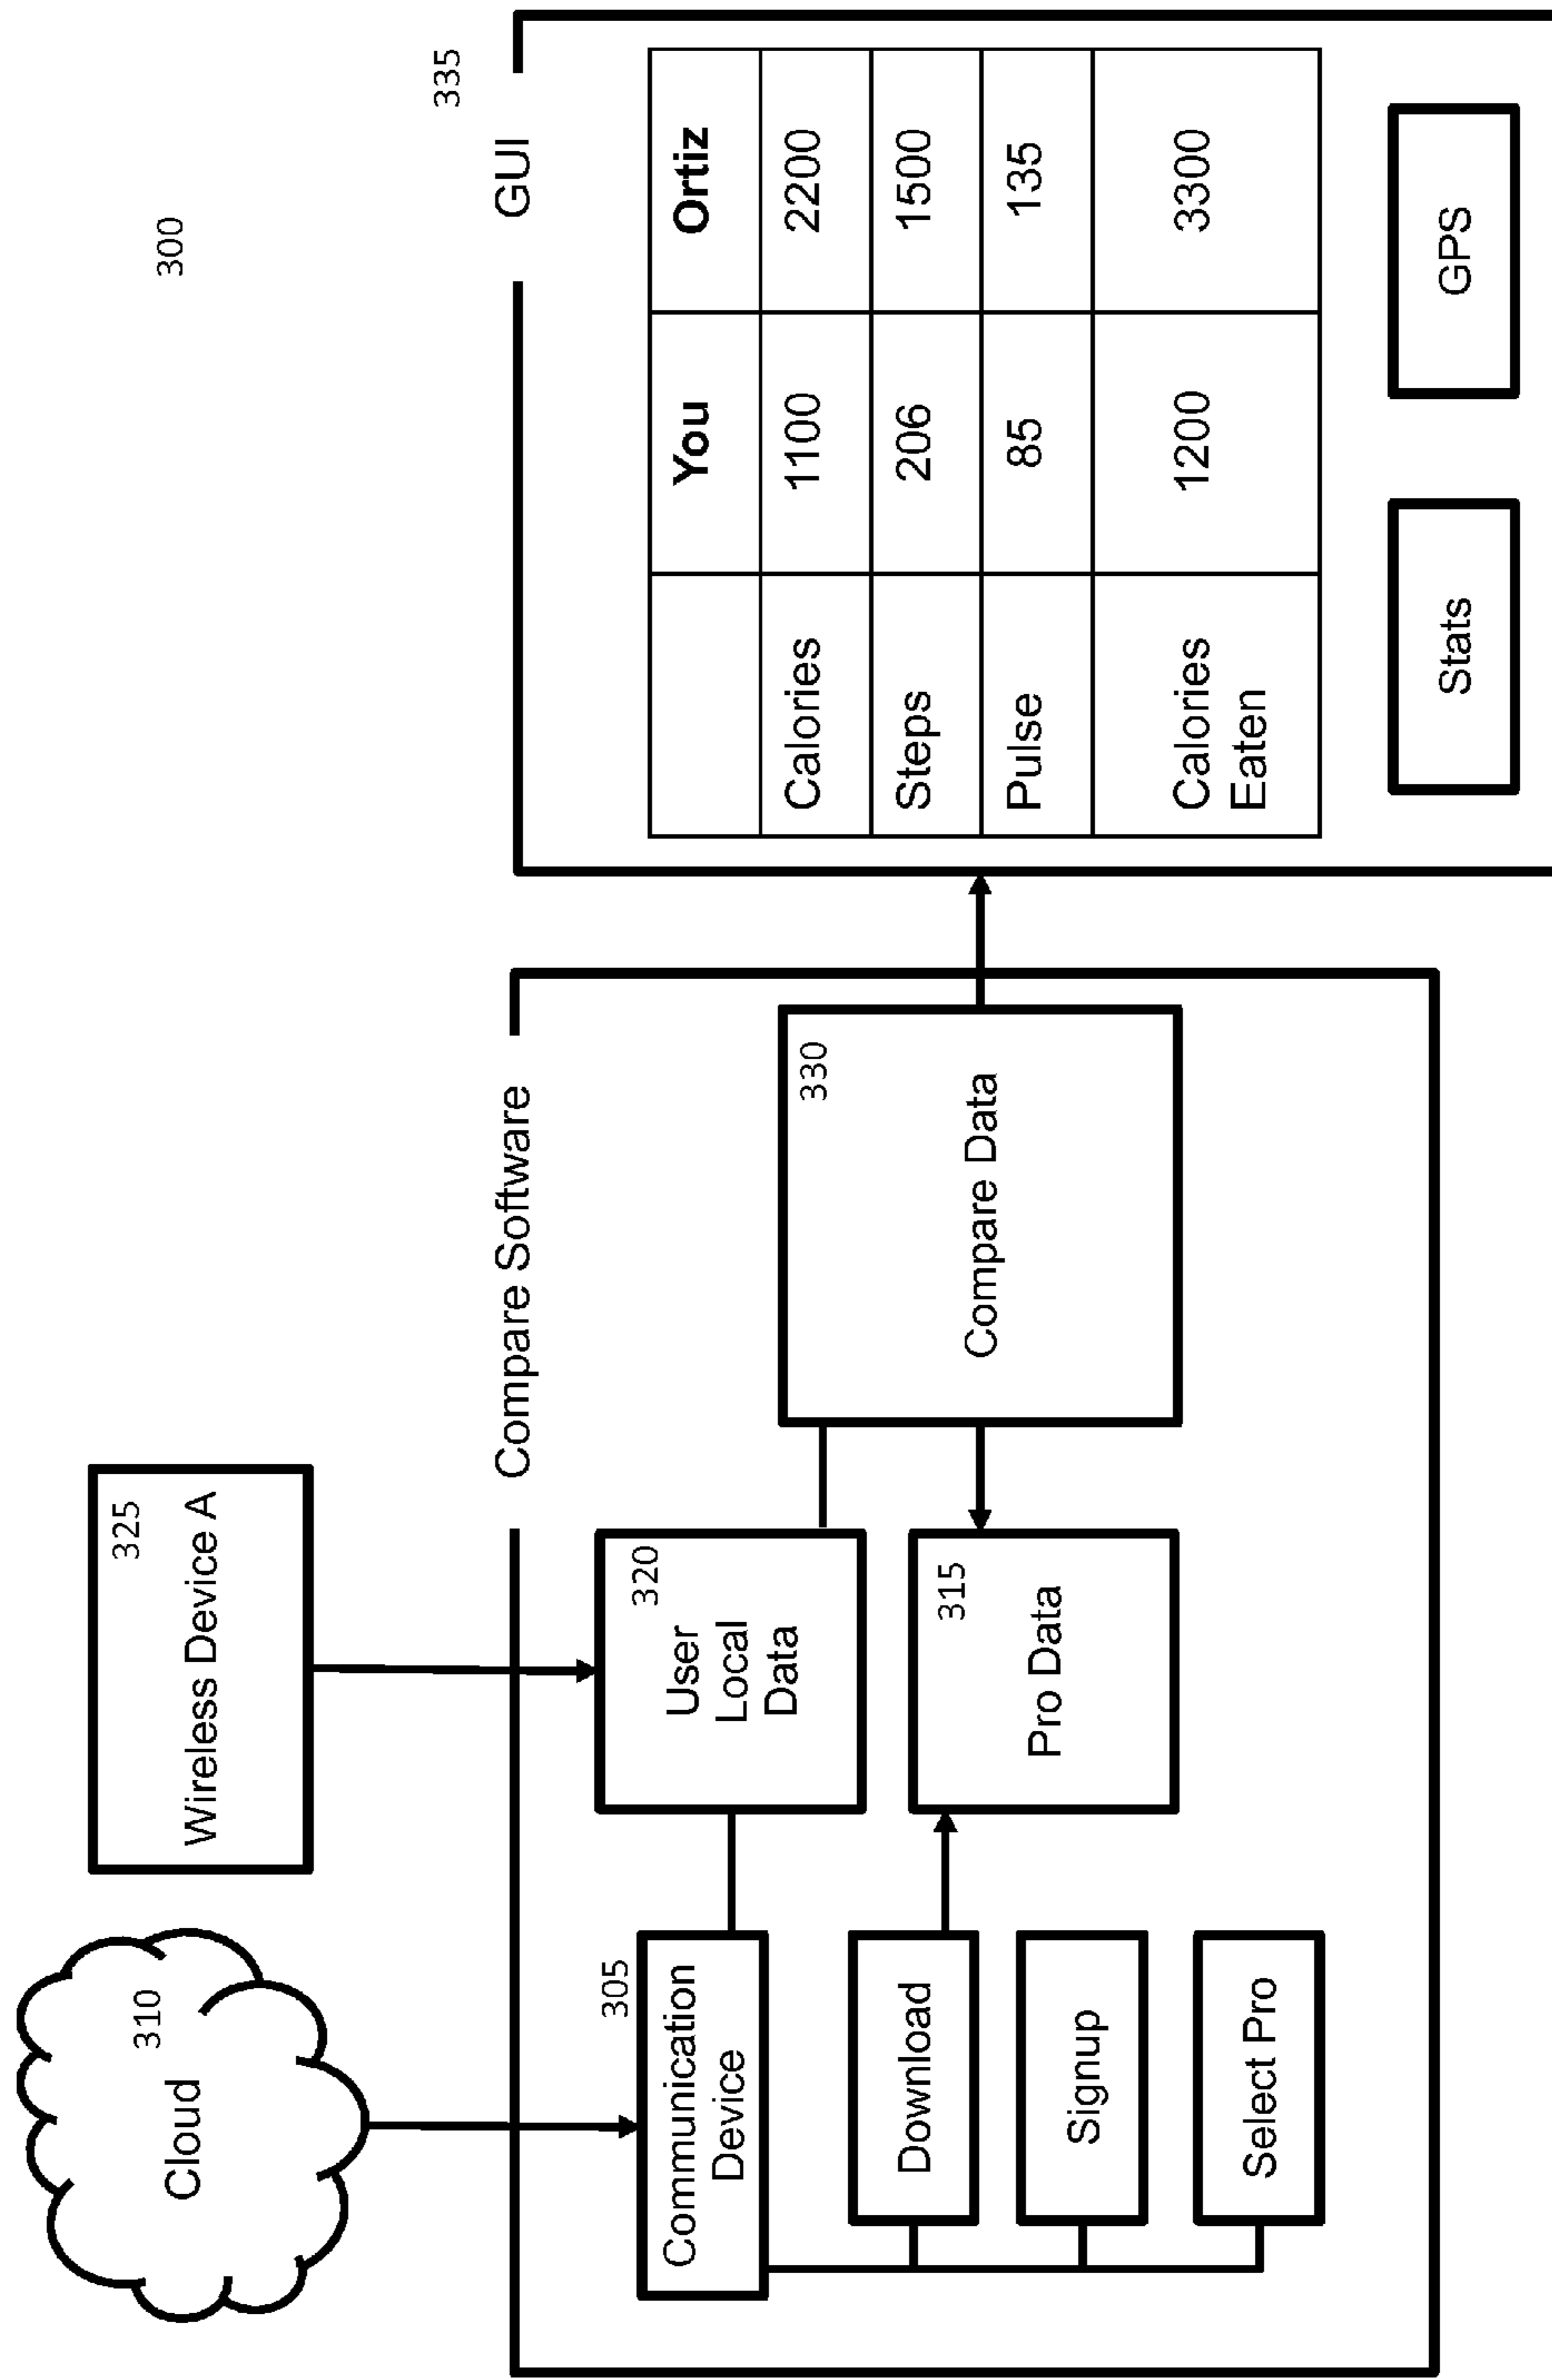 300
Cloud
310
325
Wireless Device A
Compare Software
305
Communication
Device
Download
Signup
Select Pro
320
User
Local
Data
315
Pro Data
330
Compare Data
335
GUI
You Ortiz
Calories 1100 2200
Steps 206 1500
Pulse 85 135
Calories
Eaten 1200 3300
Stats
GPS